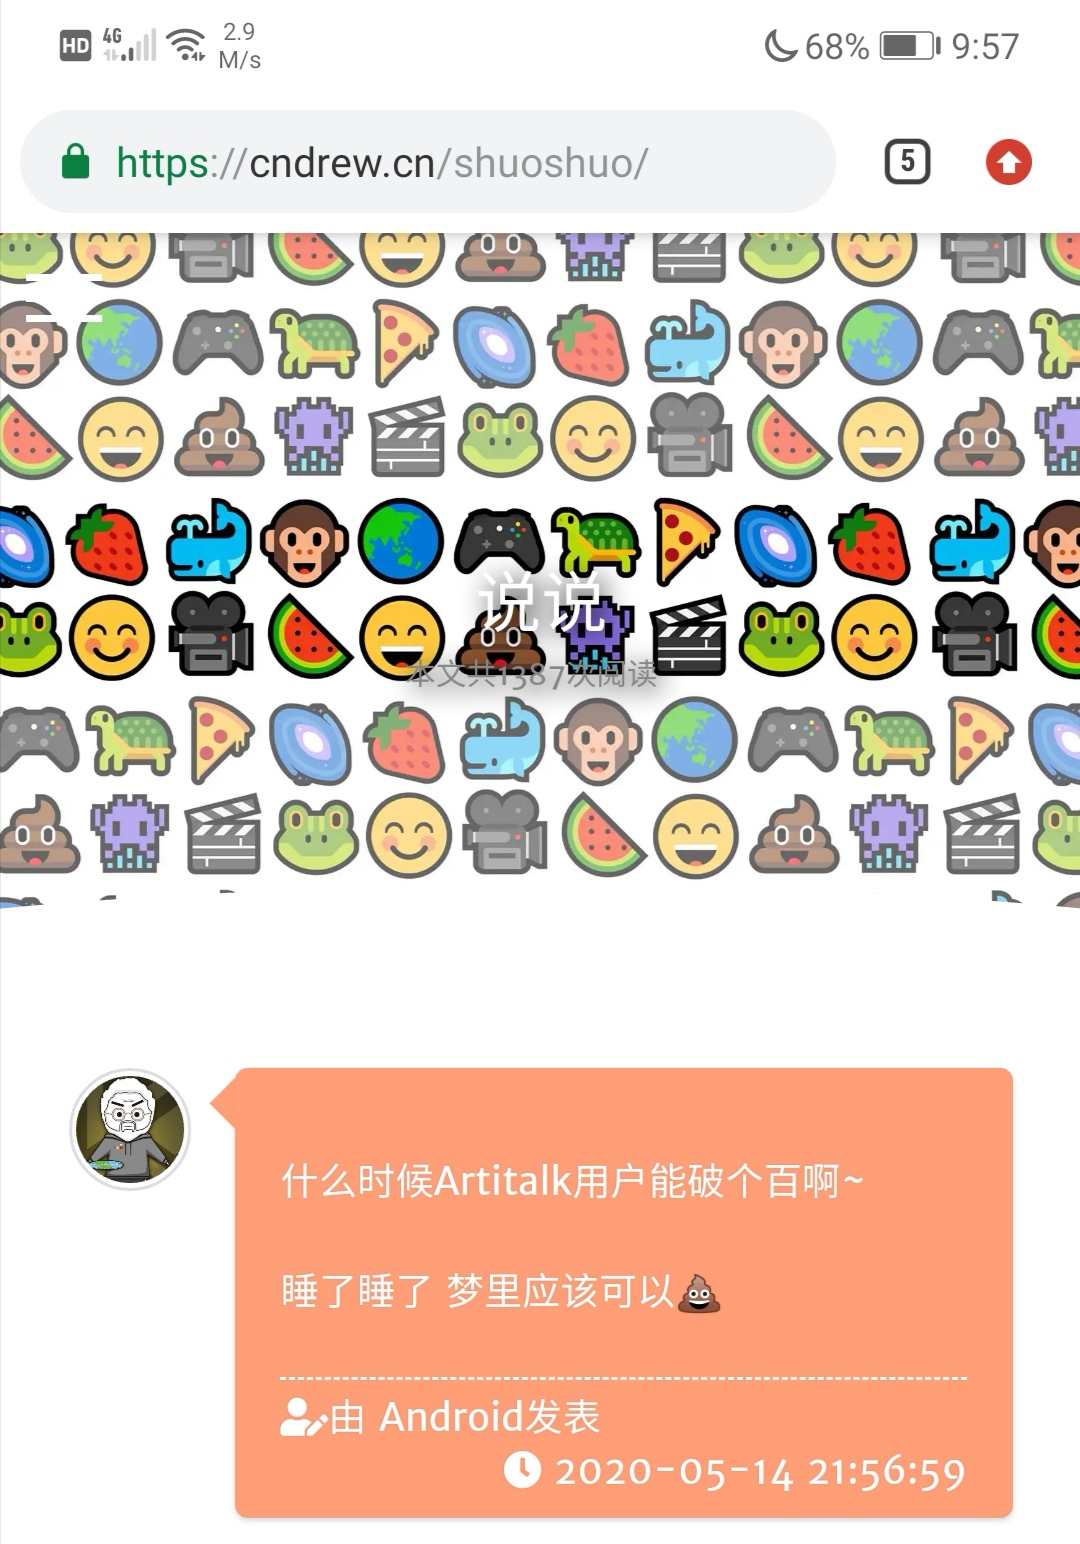 HD 4G 2.9 M/s 68% 9:57
https://cndrew.cn/shuoshuo/ 5
说说
本文共1387次阅读
什么时候Artitalk用户能破个百啊~
睡了睡了 梦里应该可以💩
由 Android发表
2020-05-14 21:56:59